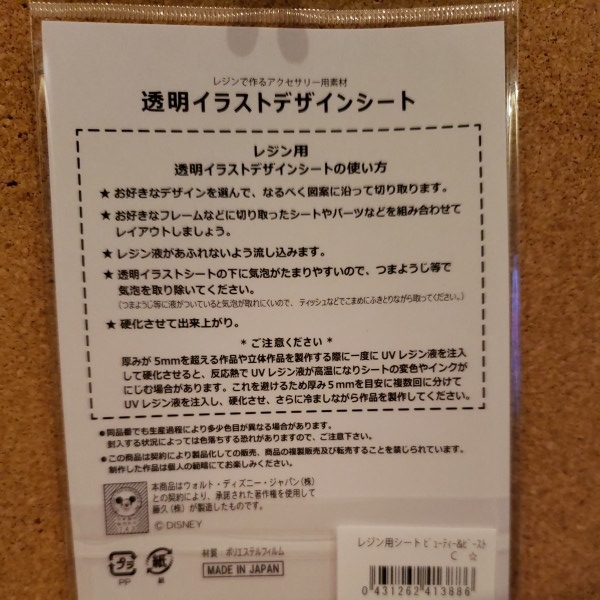 レジンで作るアクセサリー用素材
透明イラストデザインシート
レジン用
透明イラストデザインシートの使い方
★ お好きなデザインを選んで、なるべく図案に沿って切り取ります。
★ お好きなフレームなどに切り取ったシートやパーツなどを組み合わせて
レイアウトしましょう。
★ レジン液があふれないよう流し込みます。
★ 透明イラストシートの下に気泡がたまりやすいので、つまようじ等で
気泡を取り除いてください。
(つまようじ等に液がついていると気泡が取れにくいので、ティッシュなどでこまめにふきとりながら取ってください。)
★ 硬化させて出来上がり。
* ご注意ください *
厚みが 5mmを超える作品や立体作品を製作する際に一度に UV レジン液を注入
して硬化させると、反応熱で UV レジン液が高温になりシートの変色やインクが
にじむ場合があります。これを避けるため厚み 5 mmを目安に複数回に分けて
UV レジン液を注入し、硬化させ、さらに冷ましながら作品を製作してください。
●同品番でも生産過程により多少色目が異なる場合があります。
封入する状況によっては色落ちする恐れがありますので、ご注意下さい。
●この商品は契約により製品化しての販売、商品の複製販売及び転売することを禁じられています。
制作した作品は個人の範疇にてお楽しみください。
本商品はウォルト・ディズニー・ジャパン(株)
との契約により、承諾された著作権を使用して
藤久(株)が製造したものです。
© DISNEY
プラ
PP
紙
材質 ポリエステルフィルム
MADE IN JAPAN
レジン用シート ビューティー&ビースト
C ☆
0 431262 413886